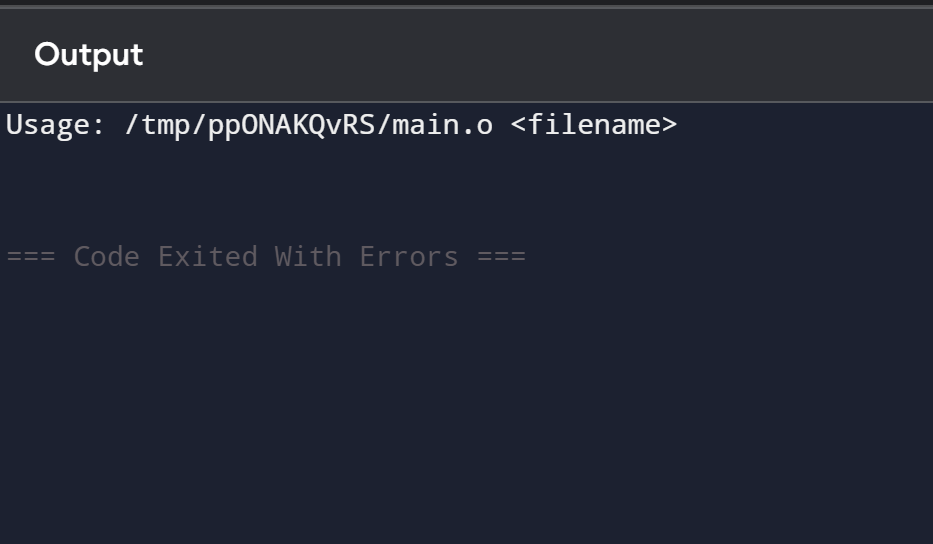 Output
Usage: /tmp/ppONAKQvRS/main.o <filename>
=== Code Exited With Errors ===